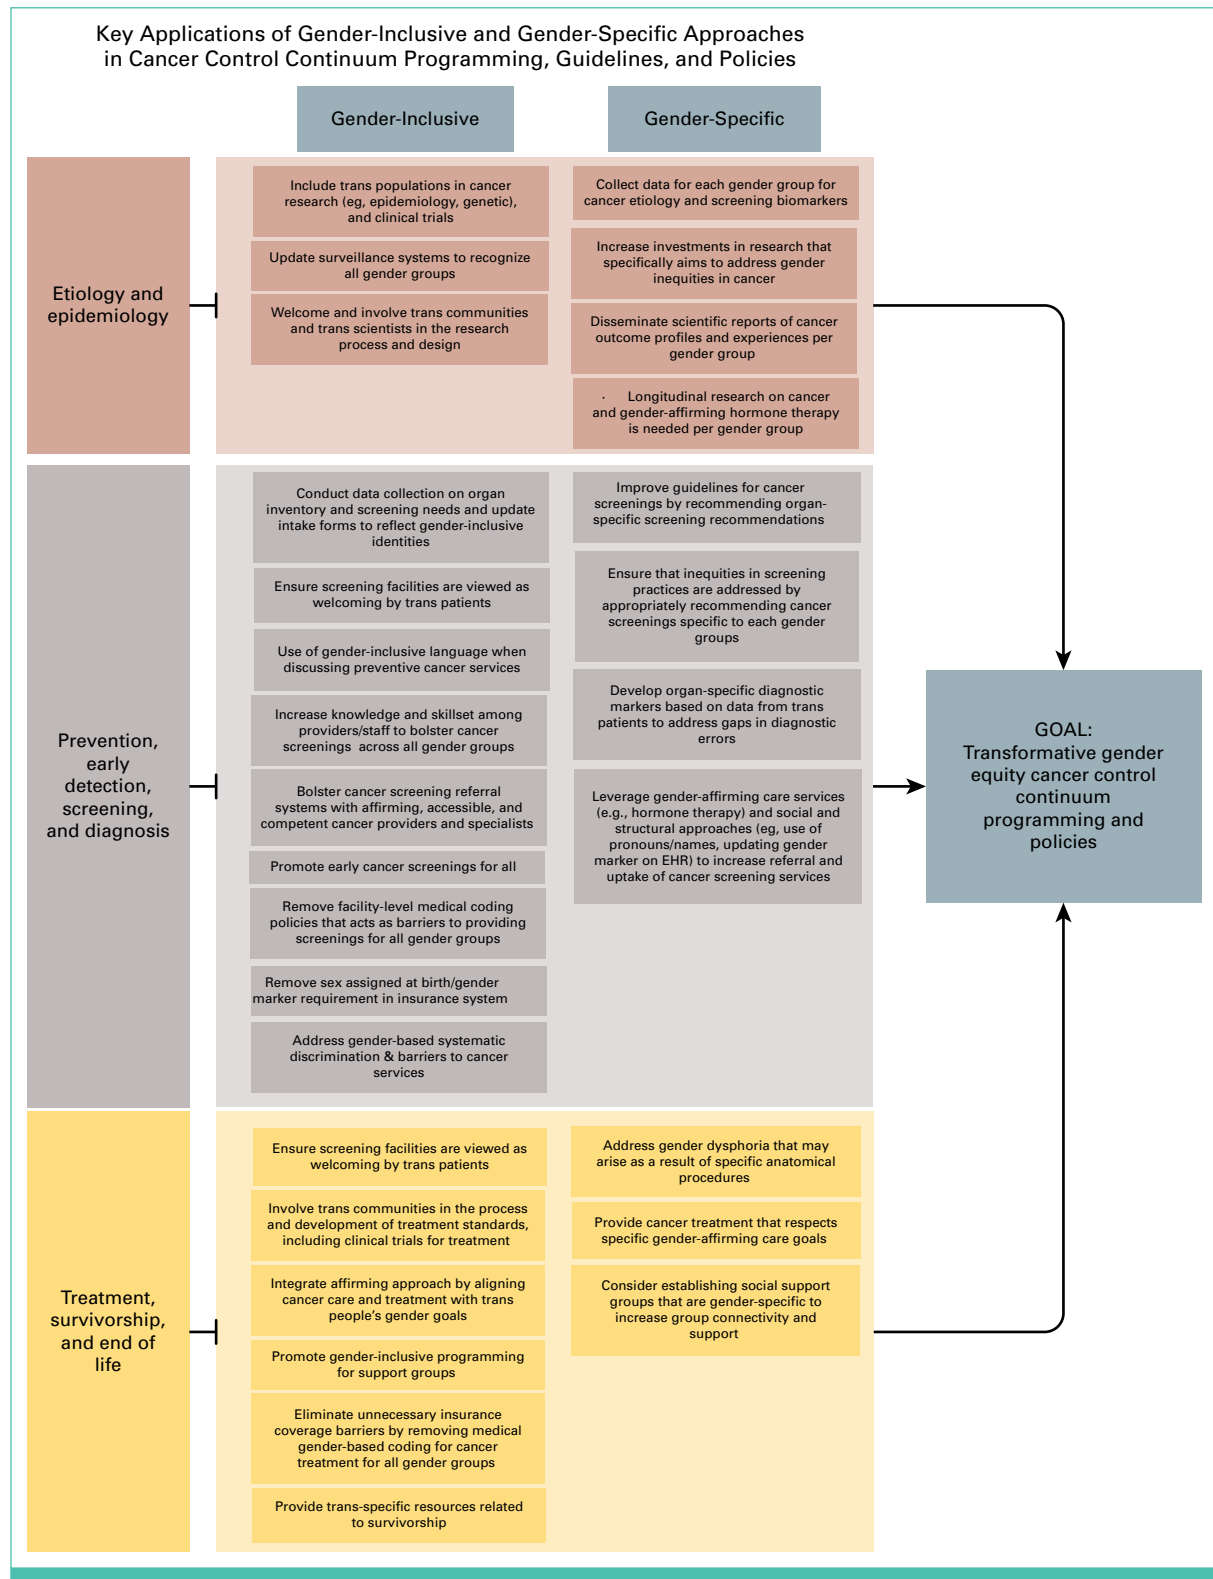 Key Applications of Gender-Inclusive and Gender-Specific Approaches
in Cancer Control Continuum Programming, Guidelines, and Policies
Gender-Inclusive
Gender-Specific
Etiology and
epidemiology
Include trans populations in cancer
research (eg, epidemiology, genetic),
and clinical trials
Update surveillance systems to recognize
all gender groups
Welcome and involve trans communities
and trans scientists in the research
process and design
Collect data for each gender group for
cancer etiology and screening biomarkers
Increase investments in research that
specifically aims to address gender
inequities in cancer
Disseminate scientific reports of cancer
outcome profiles and experiences per
gender group
· Longitudinal research on cancer
and gender-affirming hormone therapy
is needed per gender group
Prevention,
early
detection,
screening,
and diagnosis
Conduct data collection on organ
inventory and screening needs and update
intake forms to reflect gender-inclusive
identities
Ensure screening facilities are viewed as
welcoming by trans patients
Use of gender-inclusive language when
discussing preventive cancer services
Increase knowledge and skillset among
providers/staff to bolster cancer
screenings across all gender groups
Bolster cancer screening referral
systems with affirming, accessible, and
competent cancer providers and specialists
Promote early cancer screenings for all
Remove facility-level medical coding
policies that acts as barriers to providing
screenings for all gender groups
Remove sex assigned at birth/gender
marker requirement in insurance system
Address gender-based systematic
discrimination & barriers to cancer
services
Improve guidelines for cancer
screenings by recommending organ-
specific screening recommendations
Ensure that inequities in screening
practices are addressed by
appropriately recommending cancer
screenings specific to each gender
groups
Develop organ-specific diagnostic
markers based on data from trans
patients to address gaps in diagnostic
errors
Leverage gender-affirming care services
(e.g., hormone therapy) and social and
structural approaches (eg, use of
pronouns/names, updating gender
marker on EHR) to increase referral and
uptake of cancer screening services
GOAL:
Transformative gender
equity cancer control
continuum
programming and
policies
Treatment,
survivorship,
and end of
life
Ensure screening facilities are viewed as
welcoming by trans patients
Involve trans communities in the process
and development of treatment standards,
including clinical trials for treatment
Integrate affirming approach by aligning
cancer care and treatment with trans
people's gender goals
Promote gender-inclusive programming
for support groups
Eliminate unnecessary insurance
coverage barriers by removing medical
gender-based coding for cancer
treatment for all gender groups
Provide trans-specific resources related
to survivorship
Address gender dysphoria that may
arise as a result of specific anatomical
procedures
Provide cancer treatment that respects
specific gender-affirming care goals
Consider establishing social support
groups that are gender-specific to
increase group connectivity and
support